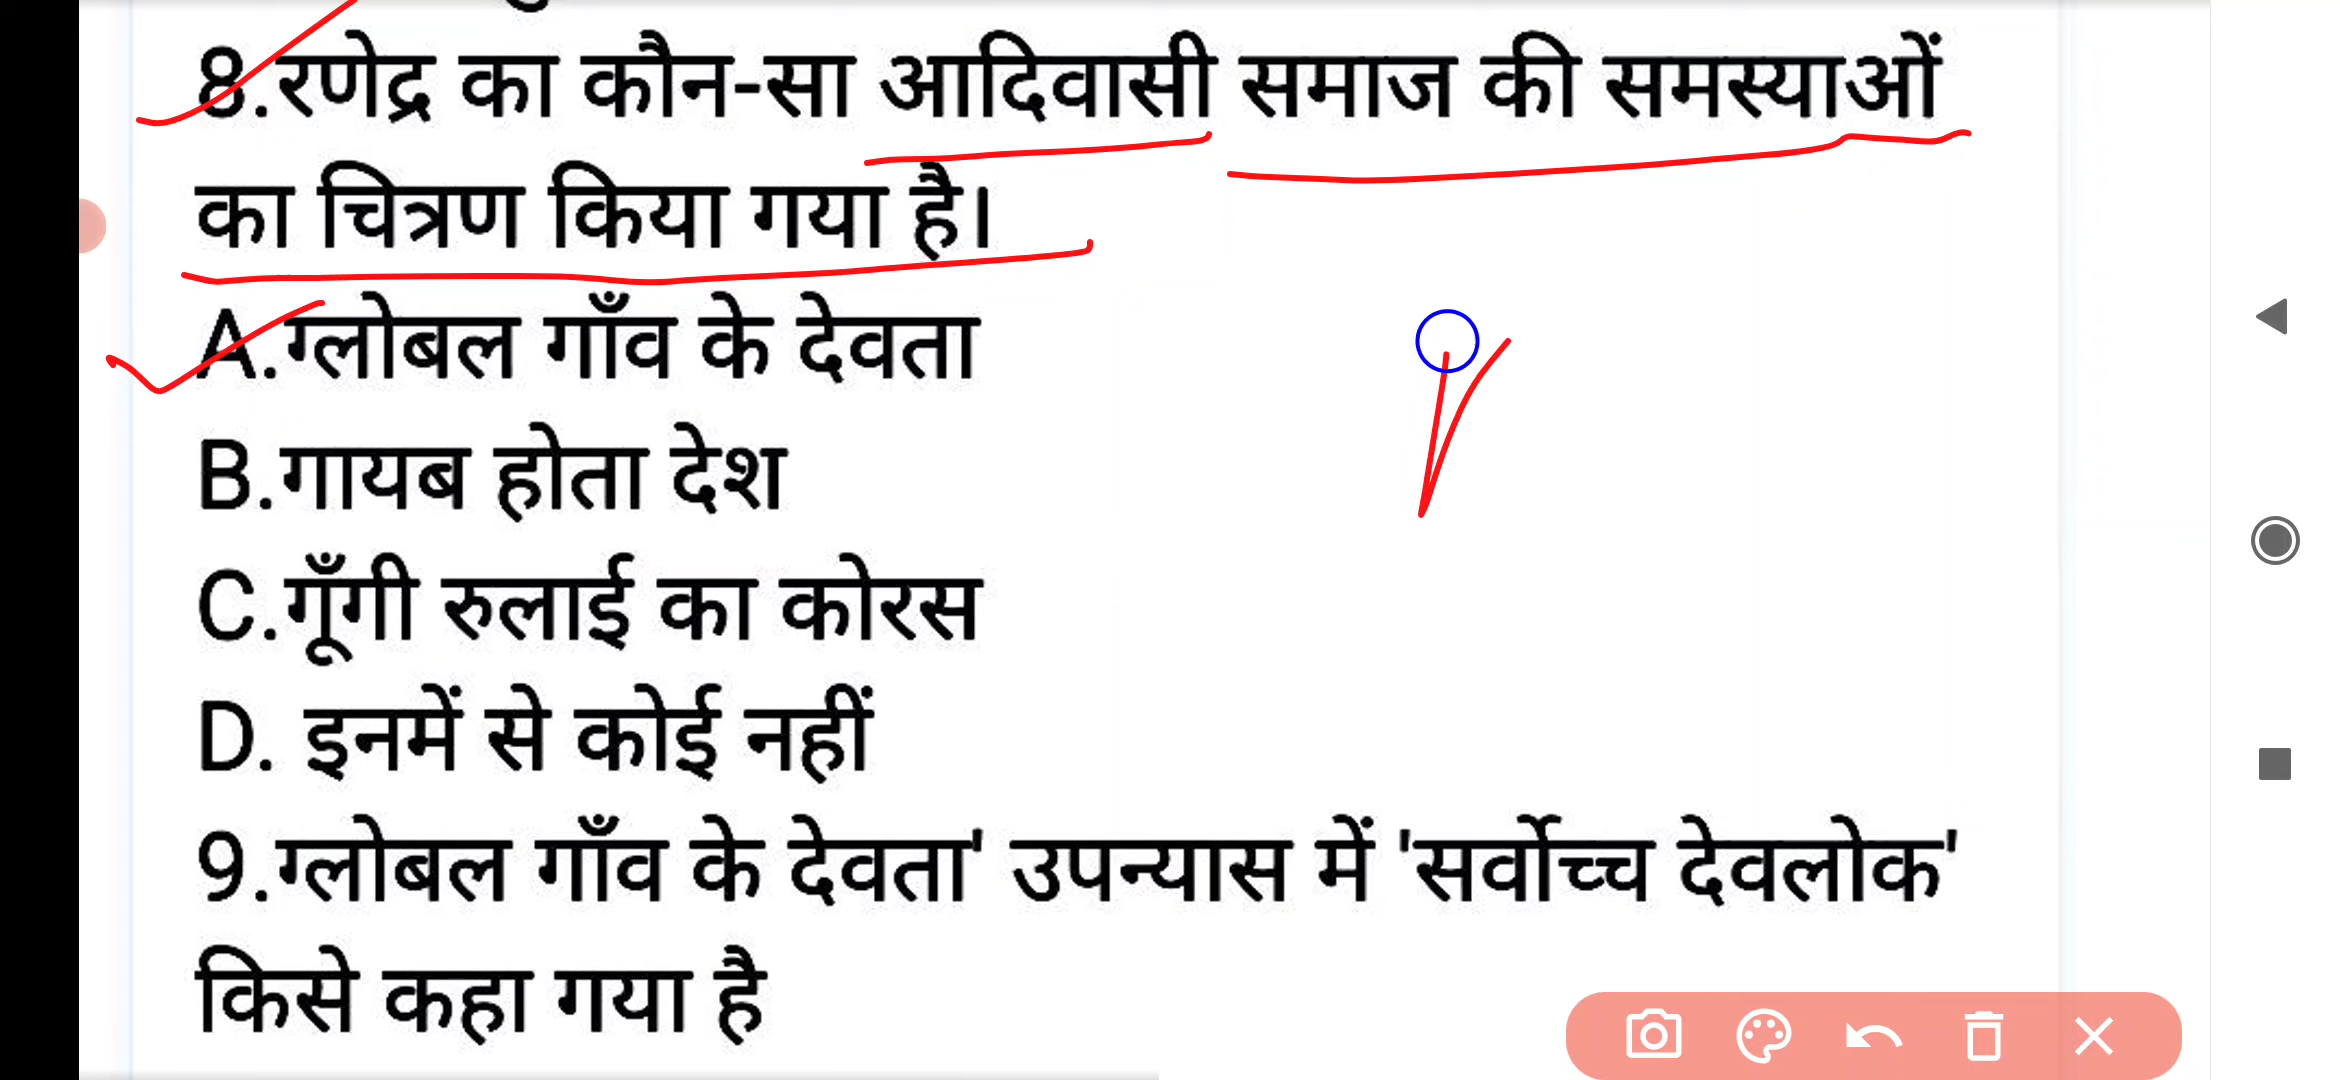 8.रणेद्र का कौन-सा आदिवासी समाज की समस्याओं
का चित्रण किया गया है।
A.ग्लोबल गाँव के देवता
B.गायब होता देश
C.गूँगी रुलाई का कोरस
D. इनमें से कोई नहीं
9.ग्लोबल गाँव के देवता' उपन्यास में 'सर्वोच्च देवलोक'
किसे कहा गया है